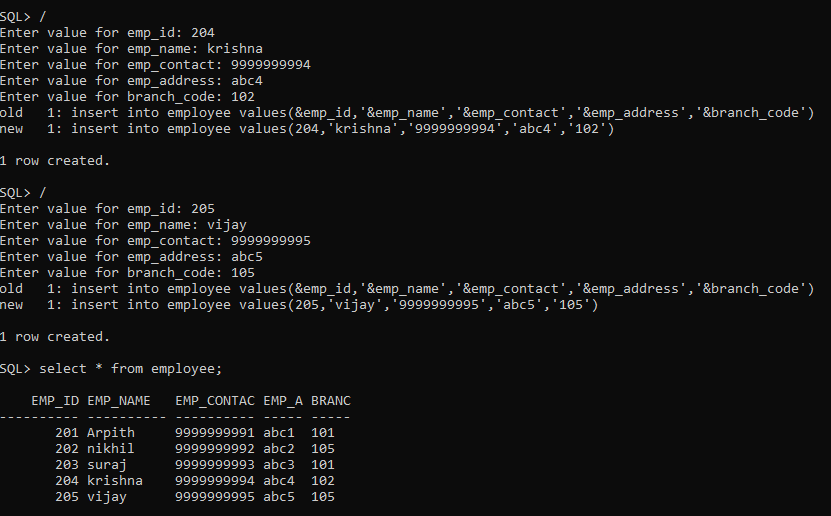 SQL> /
Enter value for emp_id: 204
Enter value for emp_name: krishna
Enter value for emp_contact: 9999999994
Enter value for emp_address: abc4
Enter value for branch_code: 102
old   1: insert into employee values(&emp_id,'&emp_name','&emp_contact','&emp_address','&branch_code')
new   1: insert into employee values(204,'krishna','9999999994','abc4','102')
1 row created.
SQL> /
Enter value for emp_id: 205
Enter value for emp_name: vijay
Enter value for emp_contact: 9999999995
Enter value for emp_address: abc5
Enter value for branch_code: 105
old   1: insert into employee values(&emp_id,'&emp_name','&emp_contact','&emp_address','&branch_code')
new   1: insert into employee values(205,'vijay','9999999995','abc5','105')
1 row created.
SQL> select * from employee;
    EMP_ID EMP_NAME   EMP_CONTAC EMP_A BRANC
---------- ---------- ---------- ----- -----
       201 Arpith     9999999991 abc1  101
       202 nikhil     9999999992 abc2  105
       203 suraj      9999999993 abc3  101
       204 krishna    9999999994 abc4  102
       205 vijay      9999999995 abc5  105